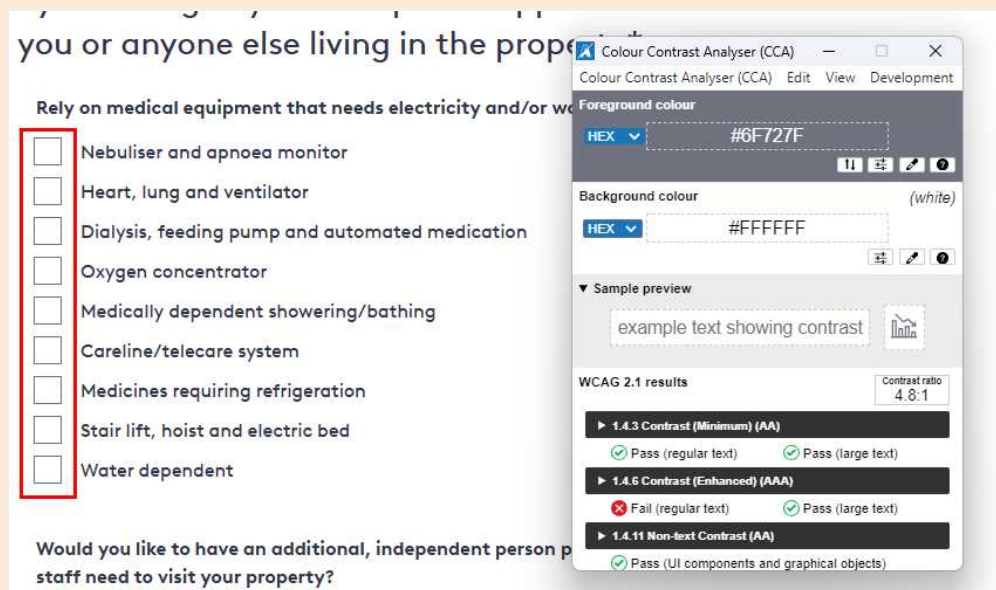 you or anyone else living in the
Rely on medical equipment that needs electricity and/or
Nebuliser and apnoea monitor
Heart, lung and ventilator
Dialysis, feeding pump and automated medication
Oxygen concentrator
Medically dependent showering/bathing
Careline/telecare system
Medicines requiring refrigeration
Stair lift, hoist and electric bed
Water dependent
Would you like to have an additional, independent person
staff need to visit your property?
Colour Contrast Analyser (CCA)
Colour Contrast Analyser (CCA) Edit View Development
Foreground colour
HEX #6F727F
Background colour (white)
HEX #FFFFFF
Sample preview
example text showing contrast
WCAG 2.1 results
Contrast ratio
4.8:1
1.4.3 Contrast (Minimum) (AA)
Pass (regular text) Pass (large text)
1.4.6 Contrast (Enhanced) (AAA)
Fail (regular text) Pass (large text)
1.4.11 Non-text Contrast (AA)
Pass (UI components and graphical objects)